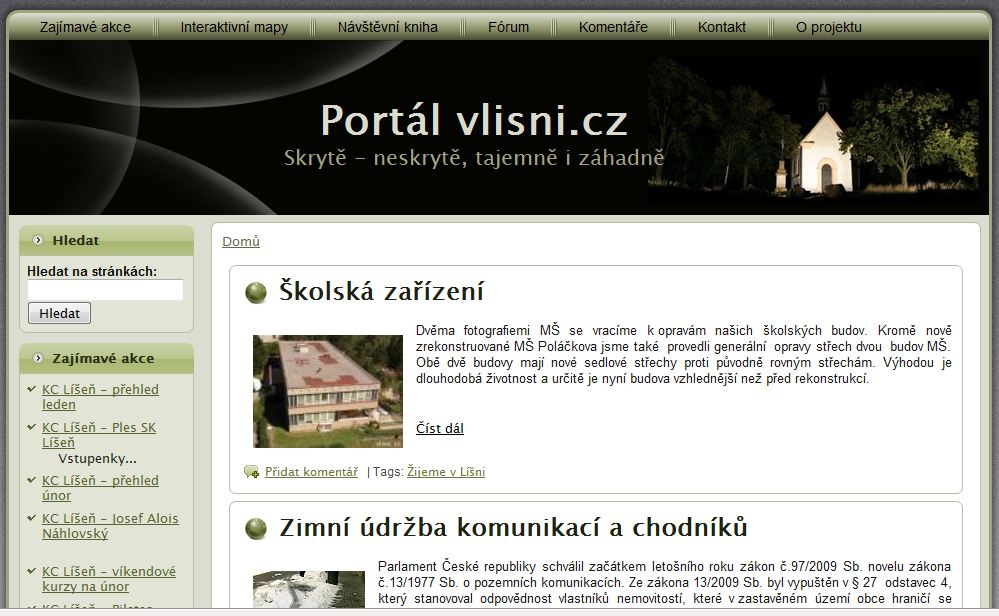 Zajímavé akce
Interaktivní mapy
Návštěvní kniha
Fórum
Komentáře
Kontakt
O projektu
Portál vlisni.cz
Skrytě - neskrytě, tajemně i záhadně
Hledat
Hledat na stránkách:
Hledat
Zajímavé akce
KC Líšeň - přehled
leden
KC Líšeň - Ples SK
Líšeň
Vstupenky...
KC Líšeň - přehled
únor
KC Líšeň - Josef Alois
Náhlovský
KC Líšeň - víkendové
kurzy na únor
KC Líšeň - Pilates
Domů
Školská zařízení
Dvěma fotografiemi MŠ se vracíme k opravám našich školských budov. Kromě nově
zrekonstruované MŠ Poláčkova jsme také provedli generální opravy střech dvou budov MŠ.
Obě dvě budovy mají nové sedlové střechy proti původně rovným střechám. Výhodou je
dlouhodobá životnost a určitě je nyní budova vzhlednější než před rekonstrukcí.
Číst dál
Přidat komentář | Tags: Žijeme v Líšni
Zimní údržba komunikací a chodníků
Parlament České republiky schválil začátkem letošního roku zákon č.97/2009 Sb. novelu zákona
č.13/1977 Sb. o pozemních komunikacích. Ze zákona 13/2009 Sb. byl vypuštěn v § 27 odstavec 4,
který stanovoval odpovědnost vlastníků nemovitostí, které v zastavěném území obce hraničí se